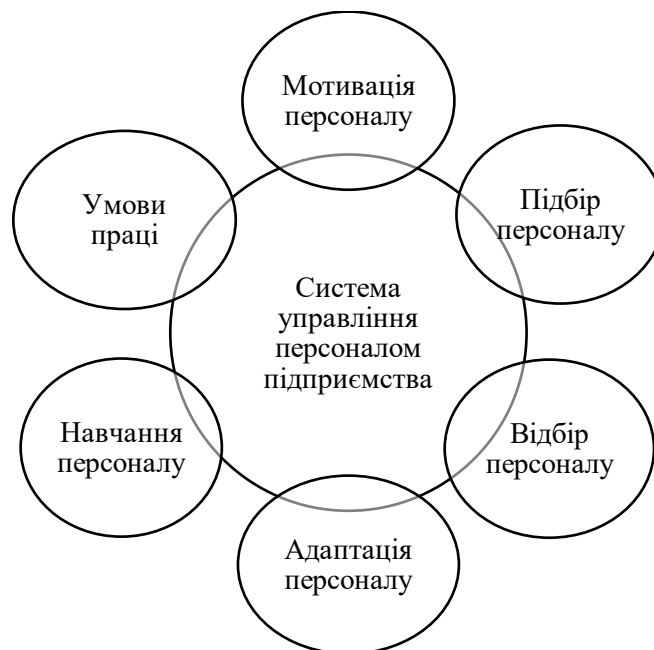 Мотивація
персоналу
Підбір
персоналу
Умови
праці
Система
управління
персоналом
підприємства
Відбір
персоналу
Навчання
персоналу
Адаптація
персоналу